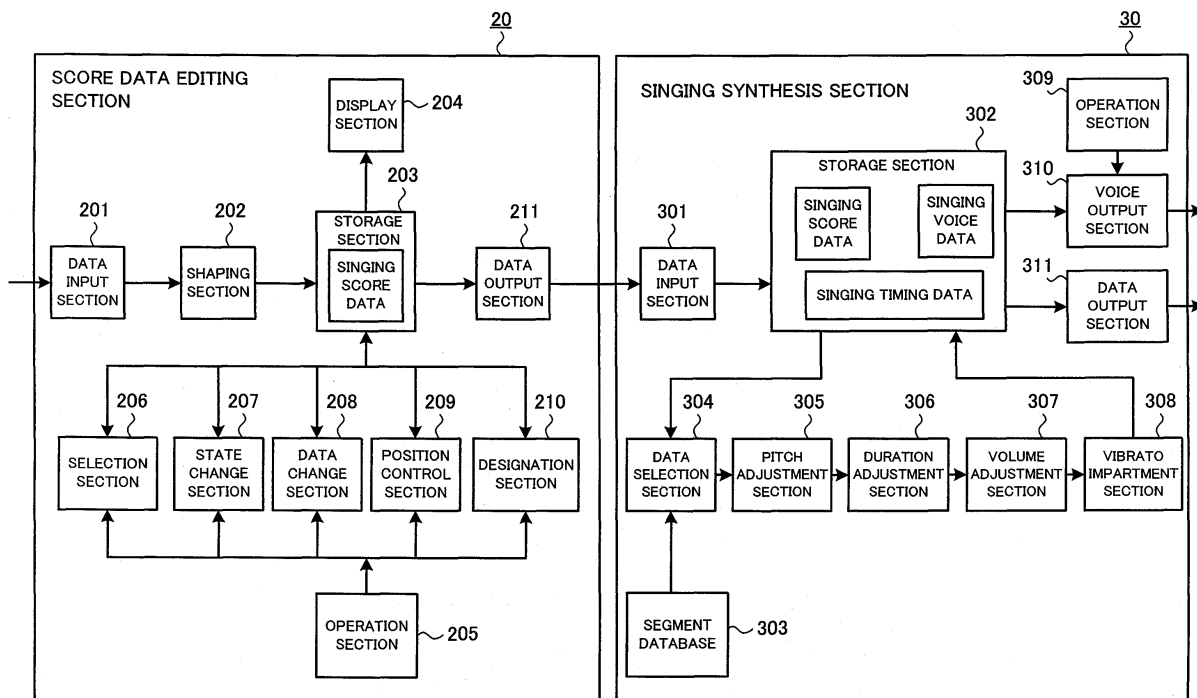 20
SCORE DATA EDITING
SECTION
DISPLAY
SECTION
204
203
STORAGE
SECTION
SINGING
SCORE
DATA
201
DATA
INPUT
SECTION
202
SHAPING
SECTION
211
DATA
OUTPUT
SECTION
206
SELECTION
SECTION
207
STATE
CHANGE
SECTION
208
DATA
CHANGE
SECTION
209
POSITION
CONTROL
SECTION
210
DESIGNATION
SECTION
OPERATION
SECTION
205
30
SINGING SYNTHESIS SECTION
309
OPERATION
SECTION
302
STORAGE SECTION
SINGING
SCORE
DATA
SINGING
VOICE
DATA
SINGING TIMING DATA
310
VOICE
OUTPUT
SECTION
301
DATA
INPUT
SECTION
311
DATA
OUTPUT
SECTION
304
DATA
SELECTION
SECTION
305
PITCH
ADJUSTMENT
SECTION
306
DURATION
ADJUSTMENT
SECTION
307
VOLUME
ADJUSTMENT
SECTION
308
VIBRATO
IMPARTMENT
SECTION
SEGMENT
DATABASE
303